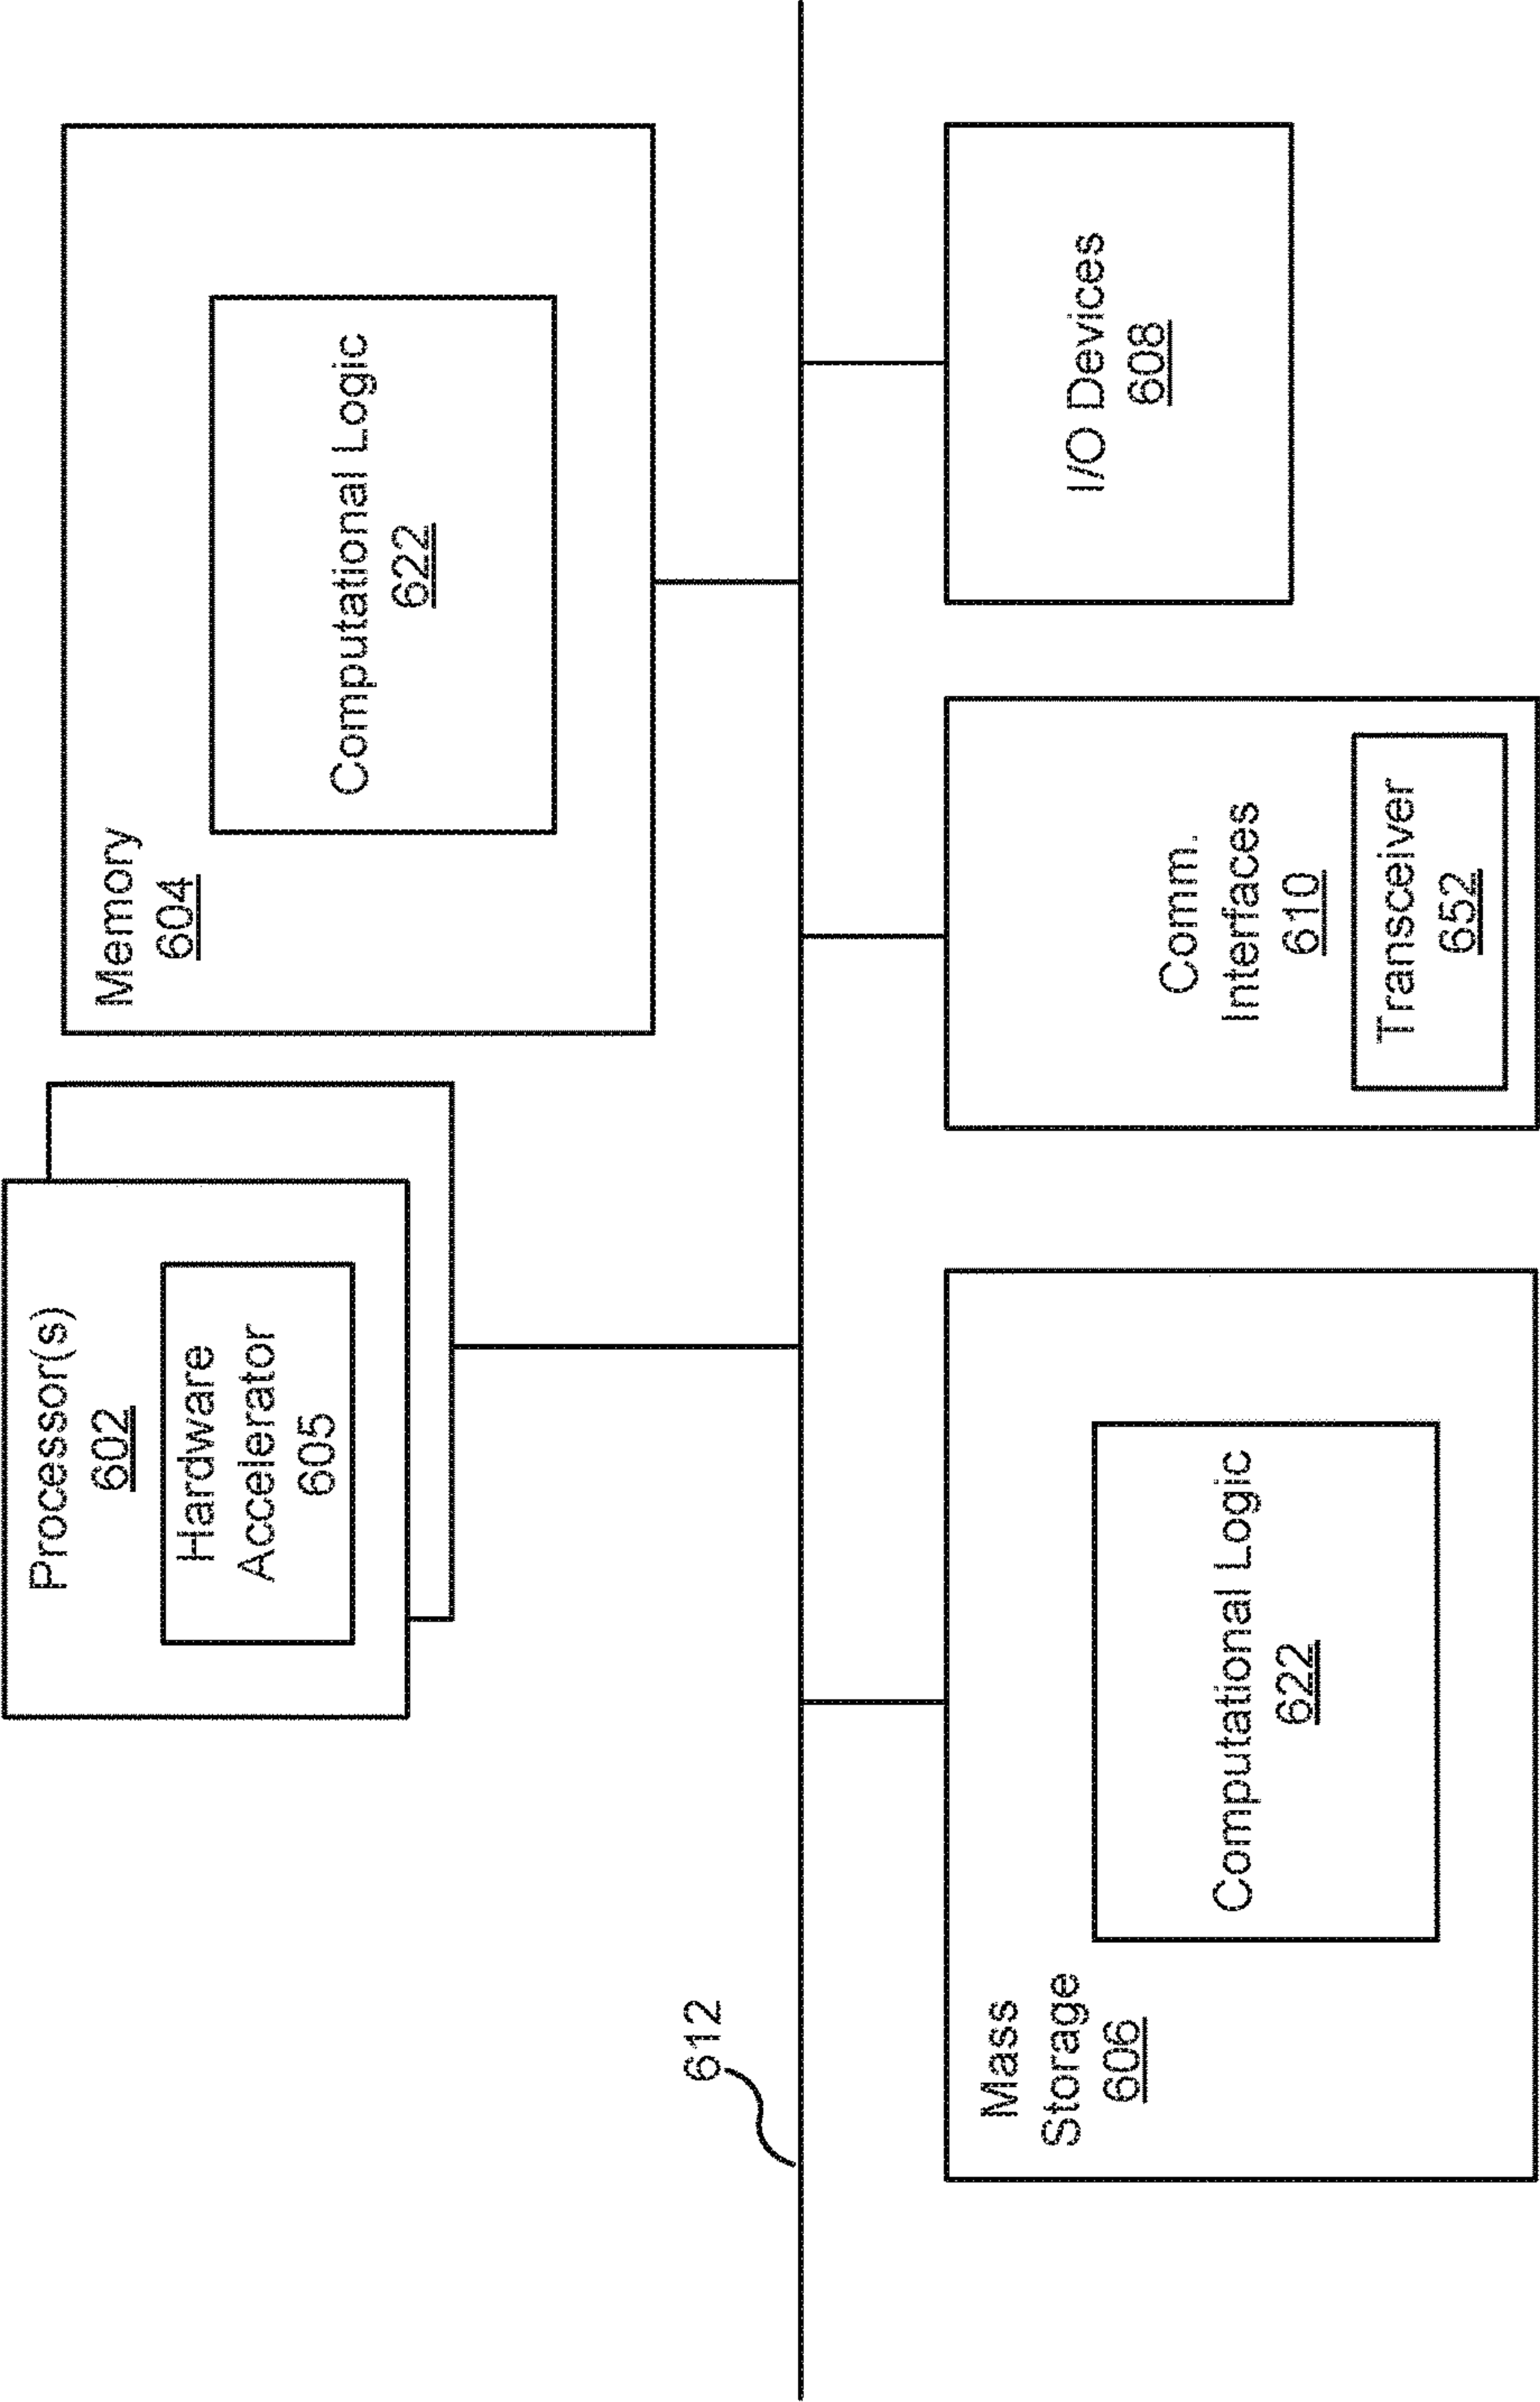 Processor(s)
602
Hardware
Accelerator
605
Memory
604
Computational Logic
622
612
Mass
Storage
606
Computational Logic
622
Comm.
Interfaces
610
Transceiver
652
I/O Devices
608